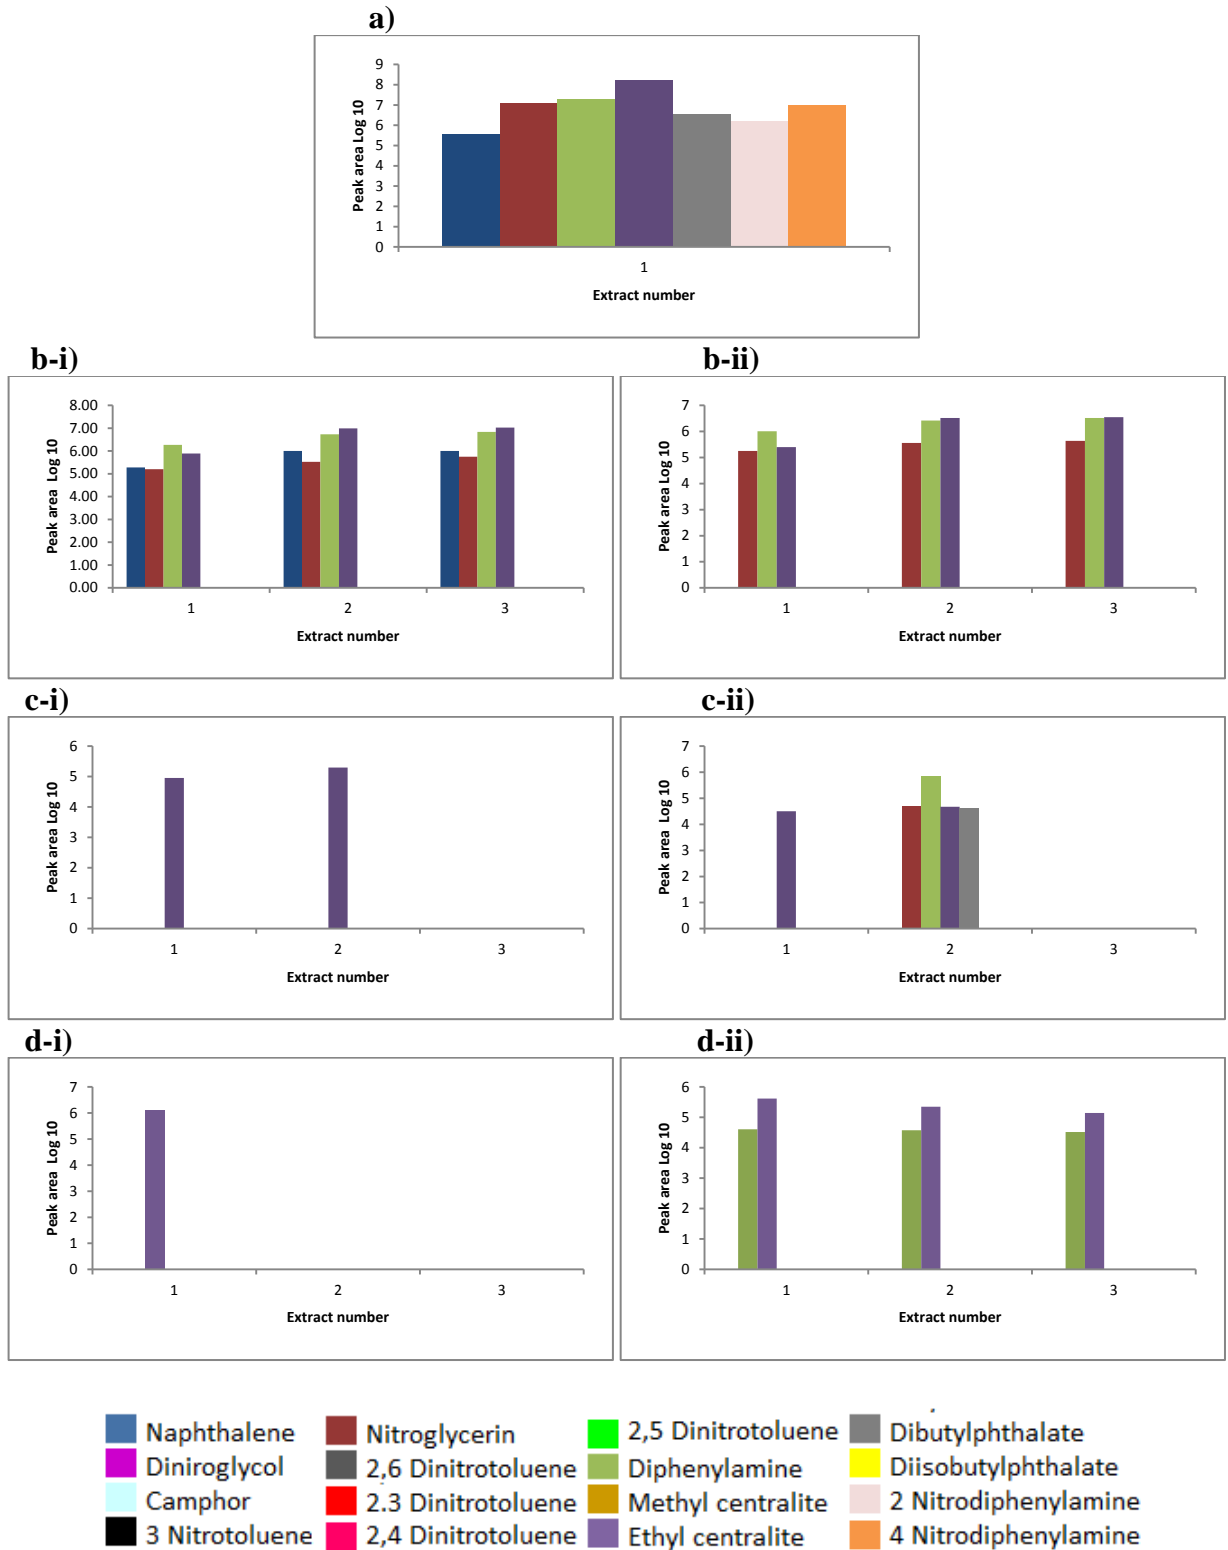 a)
9
8
7
6
5
4
3
2
1
0
Peak area Log 10
1
Extract number
b-i)
8.00
7.00
6.00
5.00
4.00
3.00
2.00
1.00
0.00
Peak area Log 10
1 2 3
Extract number
b-ii)
7
6
5
4
3
2
1
0
Peak area Log 10
1 2 3
Extract number
c-i)
6
5
4
3
2
1
0
Peak area Log 10
1 2 3
Extract number
c-ii)
7
6
5
4
3
2
1
0
Peak area Log 10
1 2 3
Extract number
d-i)
7
6
5
4
3
2
1
0
Peak area Log 10
1 2 3
Extract number
d-ii)
6
5
4
3
2
1
0
Peak area Log 10
1 2 3
Extract number
Naphthalene Nitroglycerin 2,5 Dinitrotoluene Dibutylphthalate
Diniroglycol 2,6 Dinitrotoluene Diphenylamine Diisobutylphthalate
Camphor 2.3 Dinitrotoluene Methyl centralite 2 Nitrodiphenylamine
3 Nitrotoluene 2,4 Dinitrotoluene Ethyl centralite 4 Nitrodiphenylamine